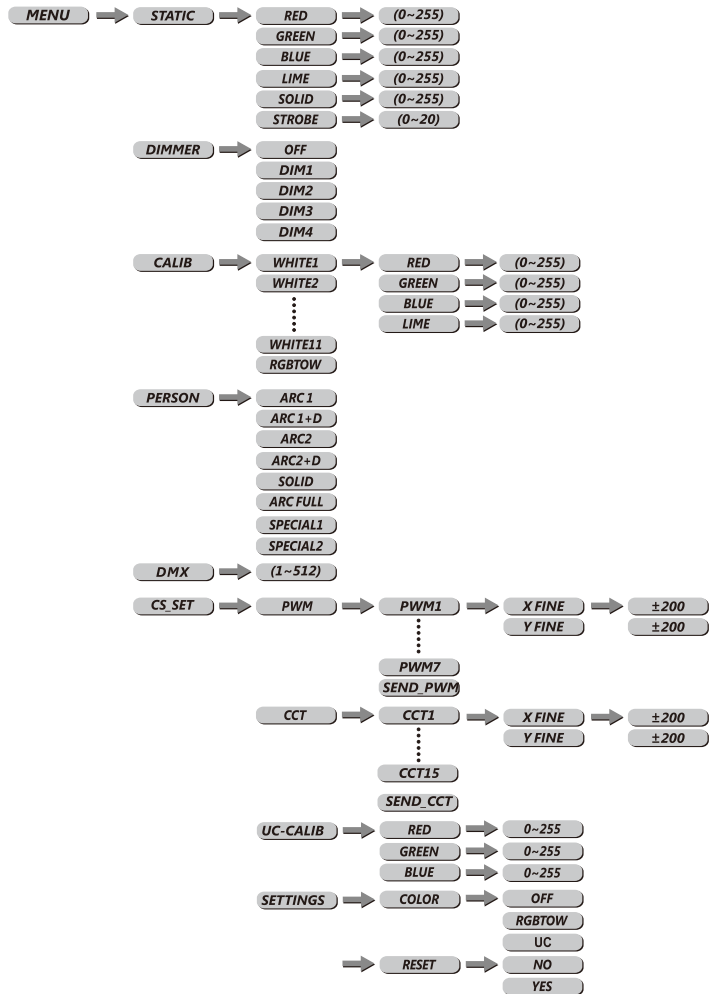 MENU STATIC RED (0~255)
GREEN (0~255)
BLUE (0~255)
LIME (0~255)
SOLID (0~255)
STROBE (0~20)
DIMMER OFF
DIM1
DIM2
DIM3
DIM4
CALIB WHITE1 RED (0~255)
WHITE2 GREEN (0~255)
BLUE (0~255)
LIME (0~255)
WHITE11
RGBTOW
PERSON ARC 1
ARC 1+D
ARC2
ARC2+D
SOLID
ARC FULL
SPECIAL1
SPECIAL2
DMX (1~512)
CS_SET PWM PWM1 X FINE ±200
Y FINE ±200
PWM7
SEND_PWM
CCT CCT1 X FINE ±200
Y FINE ±200
CCT15
SEND_CCT
UC-CALIB RED 0~255
GREEN 0~255
BLUE 0~255
SETTINGS COLOR OFF
RGBTOW
UC
RESET NO
YES